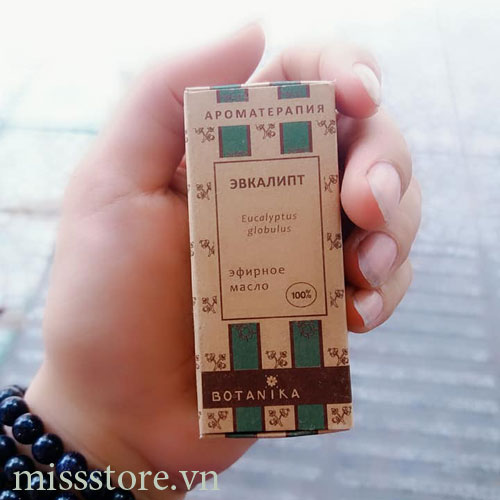 АРОМАТЕРАПИЯ
ЭВКАЛИПТ
Eucalyptus
globulus
эфирное
масло
100%
BOTANIKA
missstore.vn